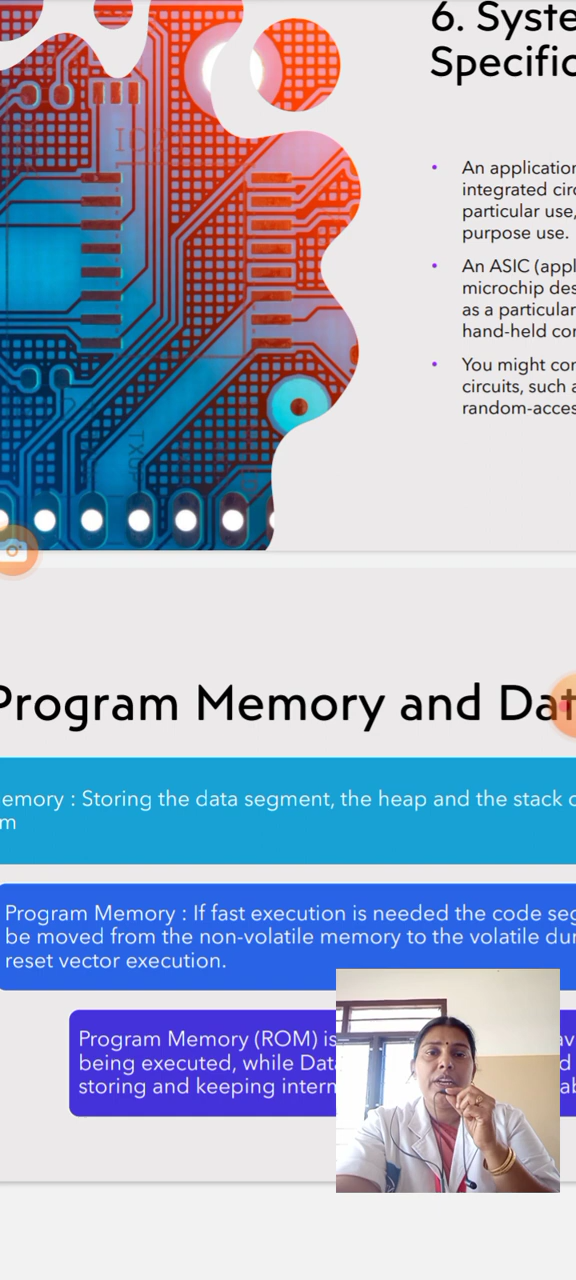 6. Syste
Specific
• An application
integrated circ
particular use,
purpose use.
• An ASIC (appl
microchip des
as a particular
hand-held con
• You might con
circuits, such a
random-acces
Program Memory and Dat
emory : Storing the data segment, the heap and the stack o
m
Program Memory : If fast execution is needed the code seg
be moved from the non-volatile memory to the volatile dur
reset vector execution.
Program Memory (ROM) is
being executed, while Dat
storing and keeping intern